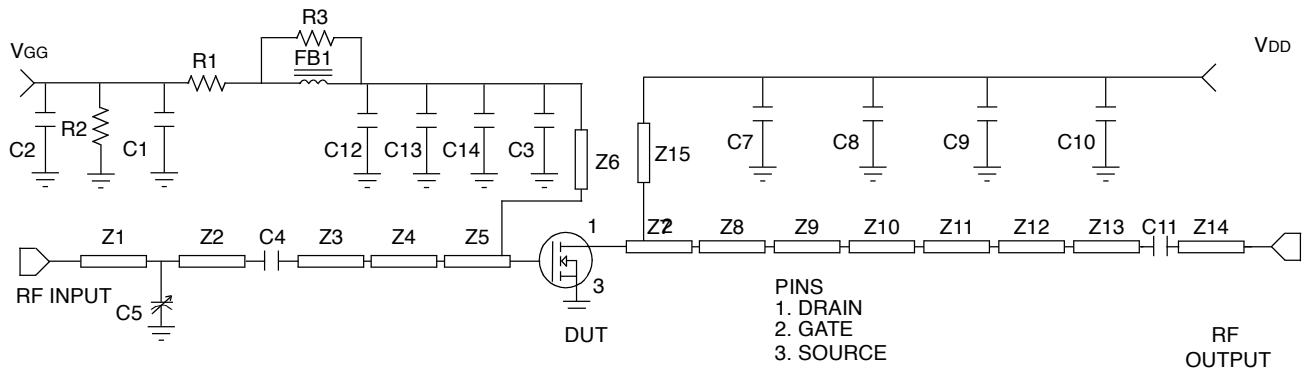 R3
VGG
VDD
R1
FB1
C2
R2
C1
C12
C13
C14
C3
Z6
Z15
C7
C8
C9
C10
Z1
Z2
C4
Z3
Z4
Z5
1
2
Z7
Z8
Z9
Z10
Z11
Z12
Z13
C11
Z14
RF INPUT
C5
3
DUT
PINS
1. DRAIN
2. GATE
3. SOURCE
RF
OUTPUT